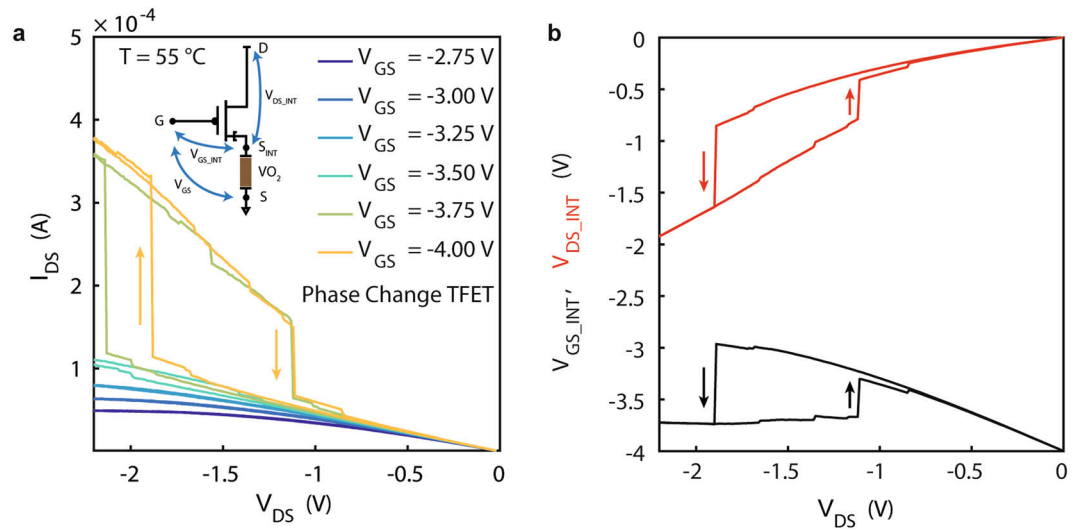 a
× 10⁻⁴
5
4
3
2
1
I_DS (A)
T = 55 °C
D
V_DS_INT
G
S_INT
V_GS_INT
VO₂
V_GS
S
V_GS = -2.75 V
V_GS = -3.00 V
V_GS = -3.25 V
V_GS = -3.50 V
V_GS = -3.75 V
V_GS = -4.00 V
Phase Change TFET
-2
-1.5
-1
-0.5
0
V_DS (V)
b
0
-0.5
-1
-1.5
-2
-2.5
-3
-3.5
-4
V_GS_INT, V_DS_INT (V)
-2
-1.5
-1
-0.5
0
V_DS (V)